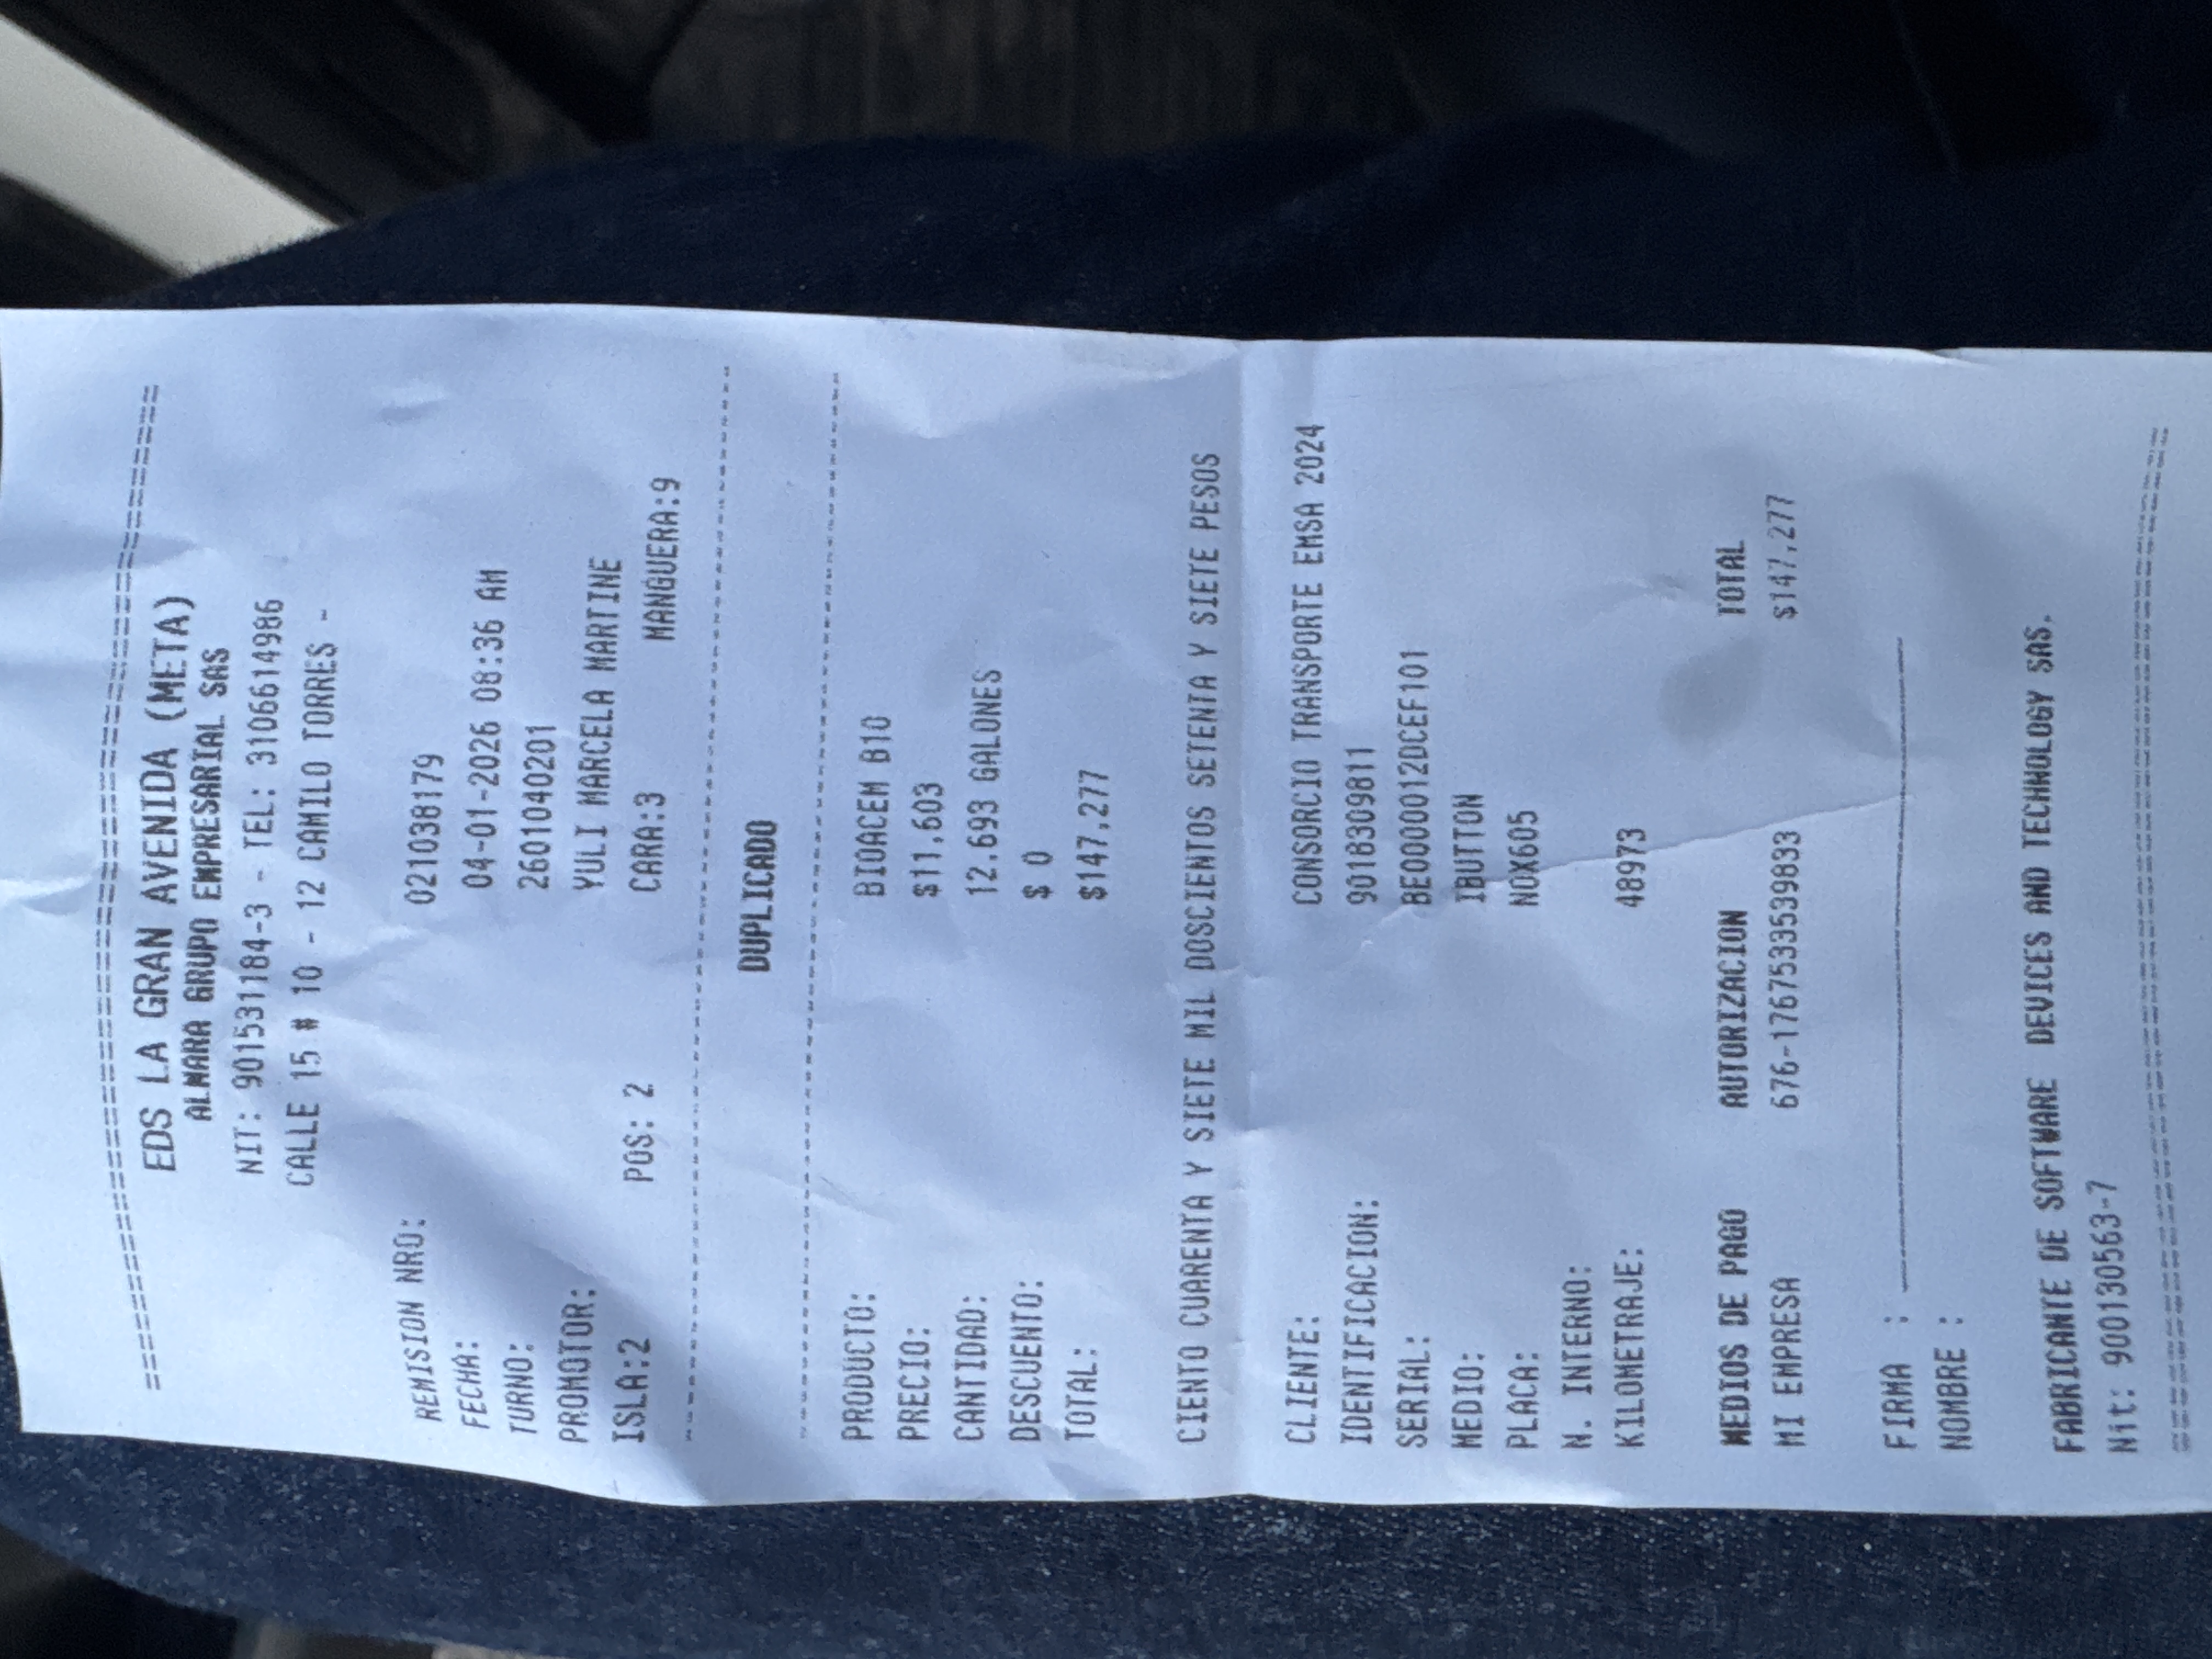 ================================================
EDS LA GRAN AVENIDA (META)
ALMARA GRUPO EMPRESARIAL SAS
NIT: 901531184-3 - TEL: 3106614986
CALLE 15 # 10 - 12 CAMILO TORRES -
REMISION NRO: 021038179
FECHA: 04-01-2026 08:36 AM
TURNO: 2601040201
PROMOTOR: YULI MARCELA MARTINE
ISLA:2 POS: 2 CARA:3 MANGUERA:9
------------------------------------------------
DUPLICADO
------------------------------------------------
PRODUCTO: BIOACEM B10
PRECIO: $11,603
CANTIDAD: 12.693 GALONES
DESCUENTO: $ 0
TOTAL: $147,277
CIENTO CUARENTA Y SIETE MIL DOSCIENTOS SETENTA Y SIETE PESOS
CLIENTE: CONSORCIO TRANSPORTE EMSA 2024
IDENTIFICACION: 9018309811
SERIAL: BE0000012DCEF101
MEDIO: IBUTTON
PLACA: NOX605
N. INTERNO:
KILOMETRAJE: 48973
MEDIOS DE PAGO AUTORIZACION TOTAL
MI EMPRESA 676-1767533539833 $147,277
FIRMA : ______________________________
NOMBRE :
FABRICANTE DE SOFTWARE DEVICES AND TECHNOLOGY SAS.
Nit: 900130563-7
================================================